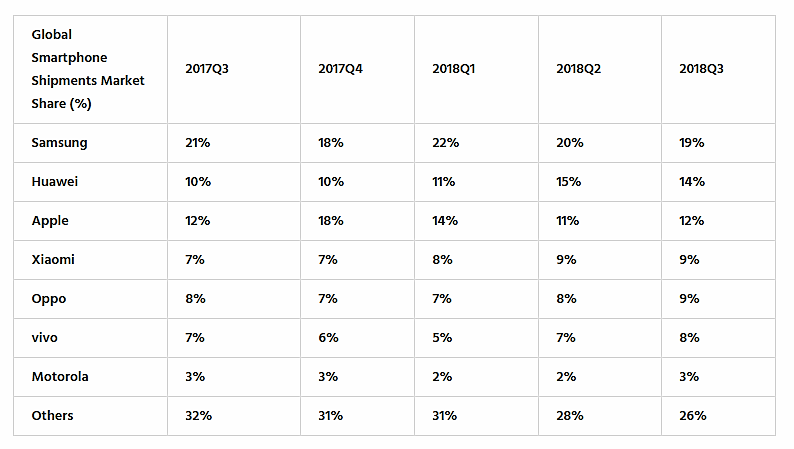 Global
Smartphone
Shipments Market
Share (%)
2017Q3 2017Q4 2018Q1 2018Q2 2018Q3
Samsung 21% 18% 22% 20% 19%
Huawei 10% 10% 11% 15% 14%
Apple 12% 18% 14% 11% 12%
Xiaomi 7% 7% 8% 9% 9%
Oppo 8% 7% 7% 8% 9%
vivo 7% 6% 5% 7% 8%
Motorola 3% 3% 2% 2% 3%
Others 32% 31% 31% 28% 26%